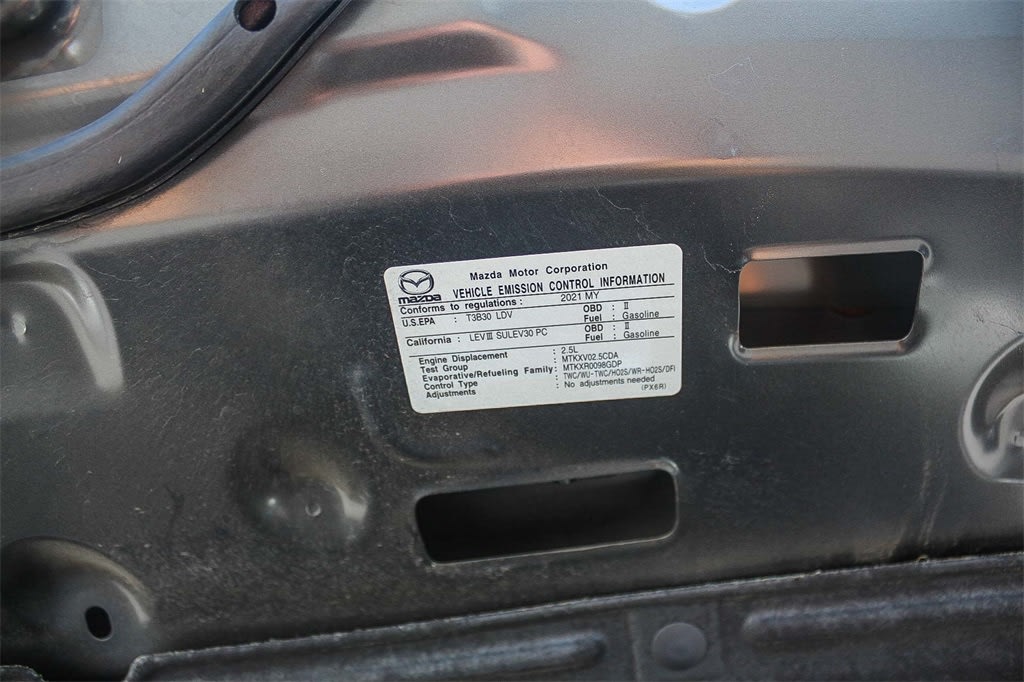 Mazda Motor Corporation
mazda VEHICLE EMISSION CONTROL INFORMATION
Conforms to regulations : 2021 MY
U.S.EPA : T3B30 LDV OBD : II
Fuel : Gasoline
California : LEVIII SULEV30 PC OBD : II
Fuel : Gasoline
Engine Displacement : 2.5L
Test Group : MTKXV02.5CDA
Evaporative/Refueling Family: MTKXR0098GDP
Control Type : TWC/WU-TWC/HO2S/WR-HO2S/DFI
Adjustments : No adjustments needed
(PX6R)